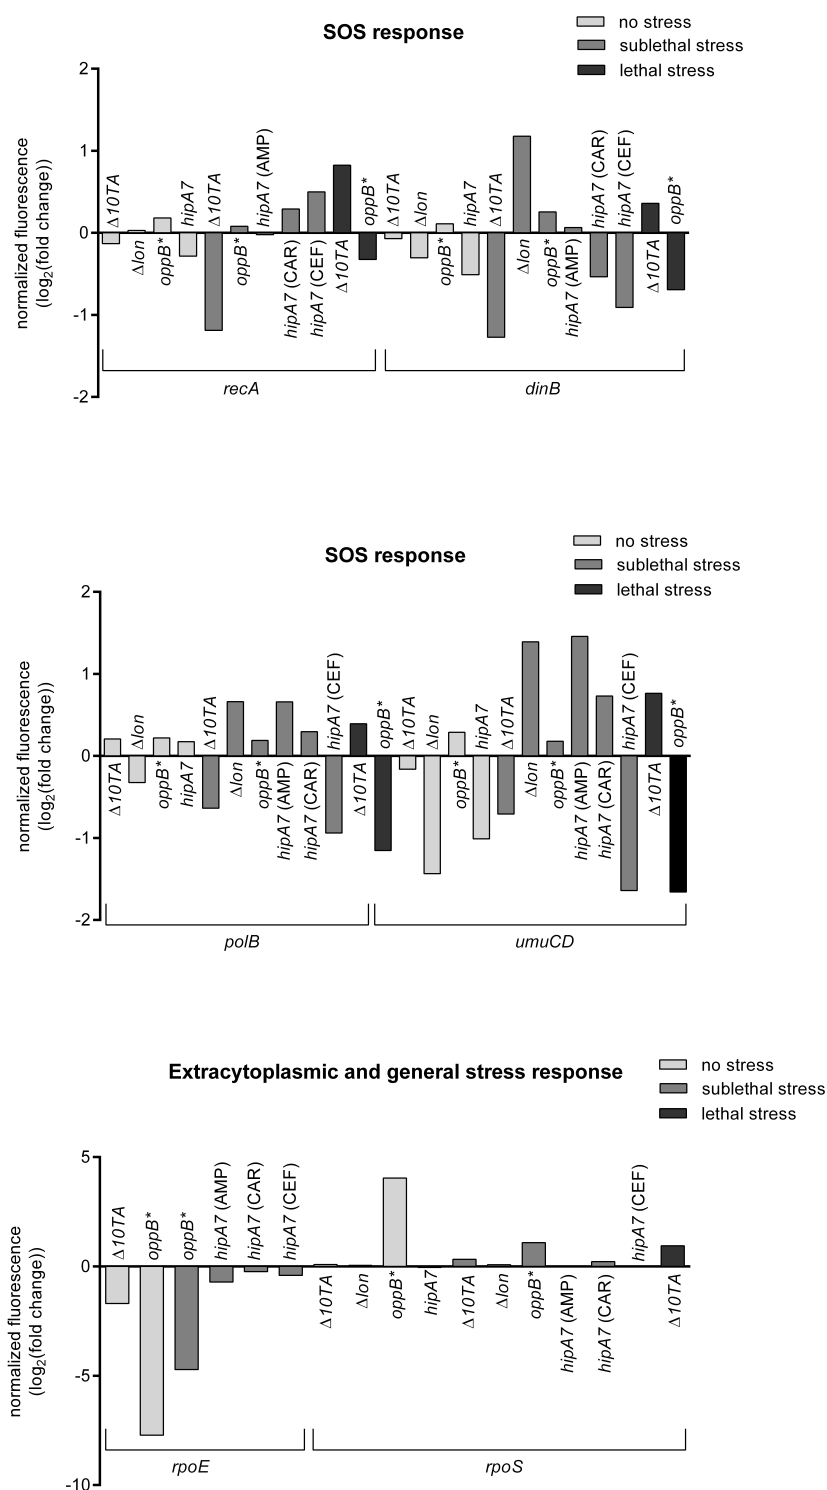 SOS response
no stress
sublethal stress
lethal stress
normalized fluorescence
(log2(fold change))
2
1
0
-1
-2
Δ10TA
Δlon
oppB*
hipA7
Δ10TA
oppB*
hipA7 (AMP)
hipA7 (CAR)
hipA7 (CEF)
Δ10TA
oppB*
Δ10TA
Δlon
oppB*
hipA7
Δ10TA
Δlon
oppB*
hipA7 (AMP)
hipA7 (CAR)
hipA7 (CEF)
Δ10TA
oppB*
recA
dinB
SOS response
no stress
sublethal stress
lethal stress
normalized fluorescence
(log2(fold change))
2
1
0
-1
-2
Δ10TA
Δlon
oppB*
hipA7
Δ10TA
Δlon
oppB*
hipA7 (AMP)
hipA7 (CAR)
hipA7 (CEF)
Δ10TA
oppB*
Δ10TA
Δlon
oppB*
hipA7
Δ10TA
Δlon
oppB*
hipA7 (AMP)
hipA7 (CAR)
hipA7 (CEF)
Δ10TA
oppB*
polB
umuCD
Extracytoplasmic and general stress response
no stress
sublethal stress
lethal stress
normalized fluorescence
(log2(fold change))
5
0
-5
-10
Δ10TA
oppB*
oppB*
hipA7 (AMP)
hipA7 (CAR)
hipA7 (CEF)
Δ10TA
Δlon
oppB*
hipA7
Δ10TA
Δlon
oppB*
hipA7 (AMP)
hipA7 (CAR)
hipA7 (CEF)
Δ10TA
rpoE
rpoS